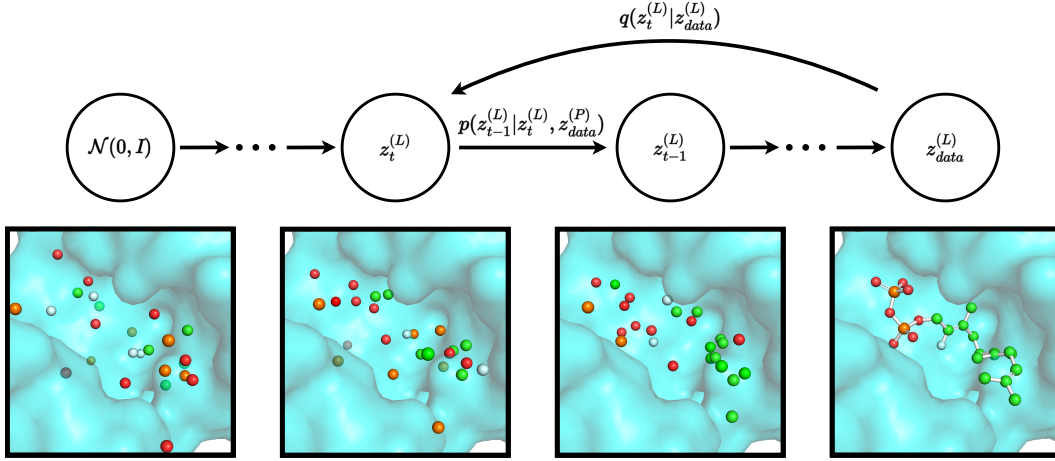 q(z_t^{(L)}|z_{data}^{(L)})
p(z_{t-1}^{(L)}|z_t^{(L)}, z_{data}^{(P)})
𝒩(0, I)
z_t^{(L)}
z_{t-1}^{(L)}
z_{data}^{(L)}